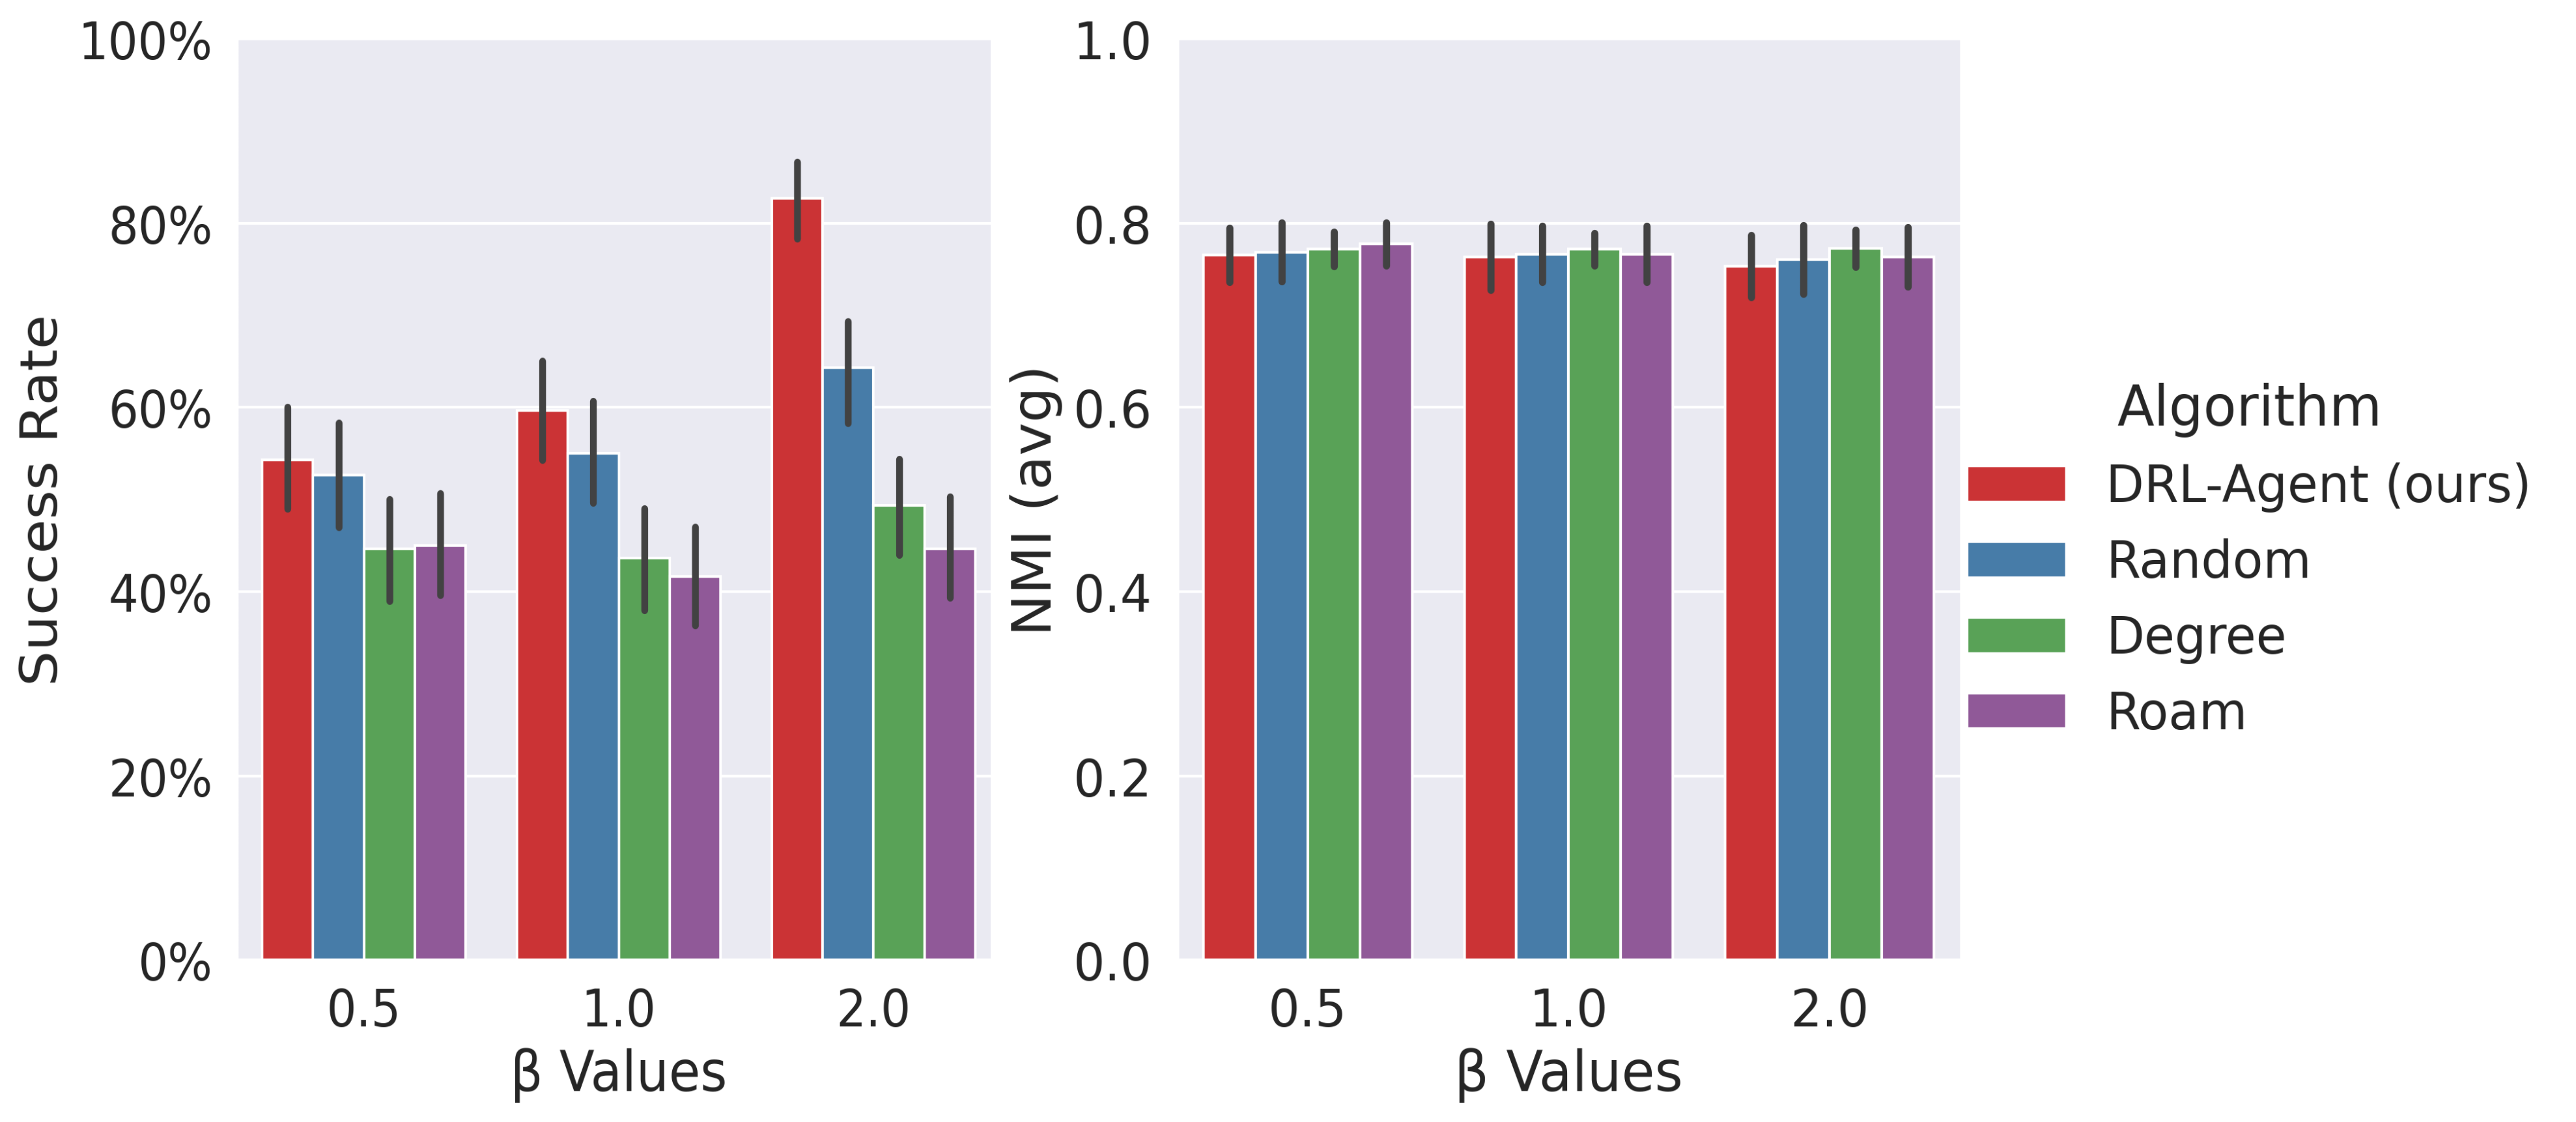 100%
80%
60%
40%
20%
0%
Success Rate
0.5 1.0 2.0
β Values
1.0
0.8
0.6
0.4
0.2
0.0
NMI (avg)
0.5 1.0 2.0
β Values
Algorithm
DRL-Agent (ours)
Random
Degree
Roam